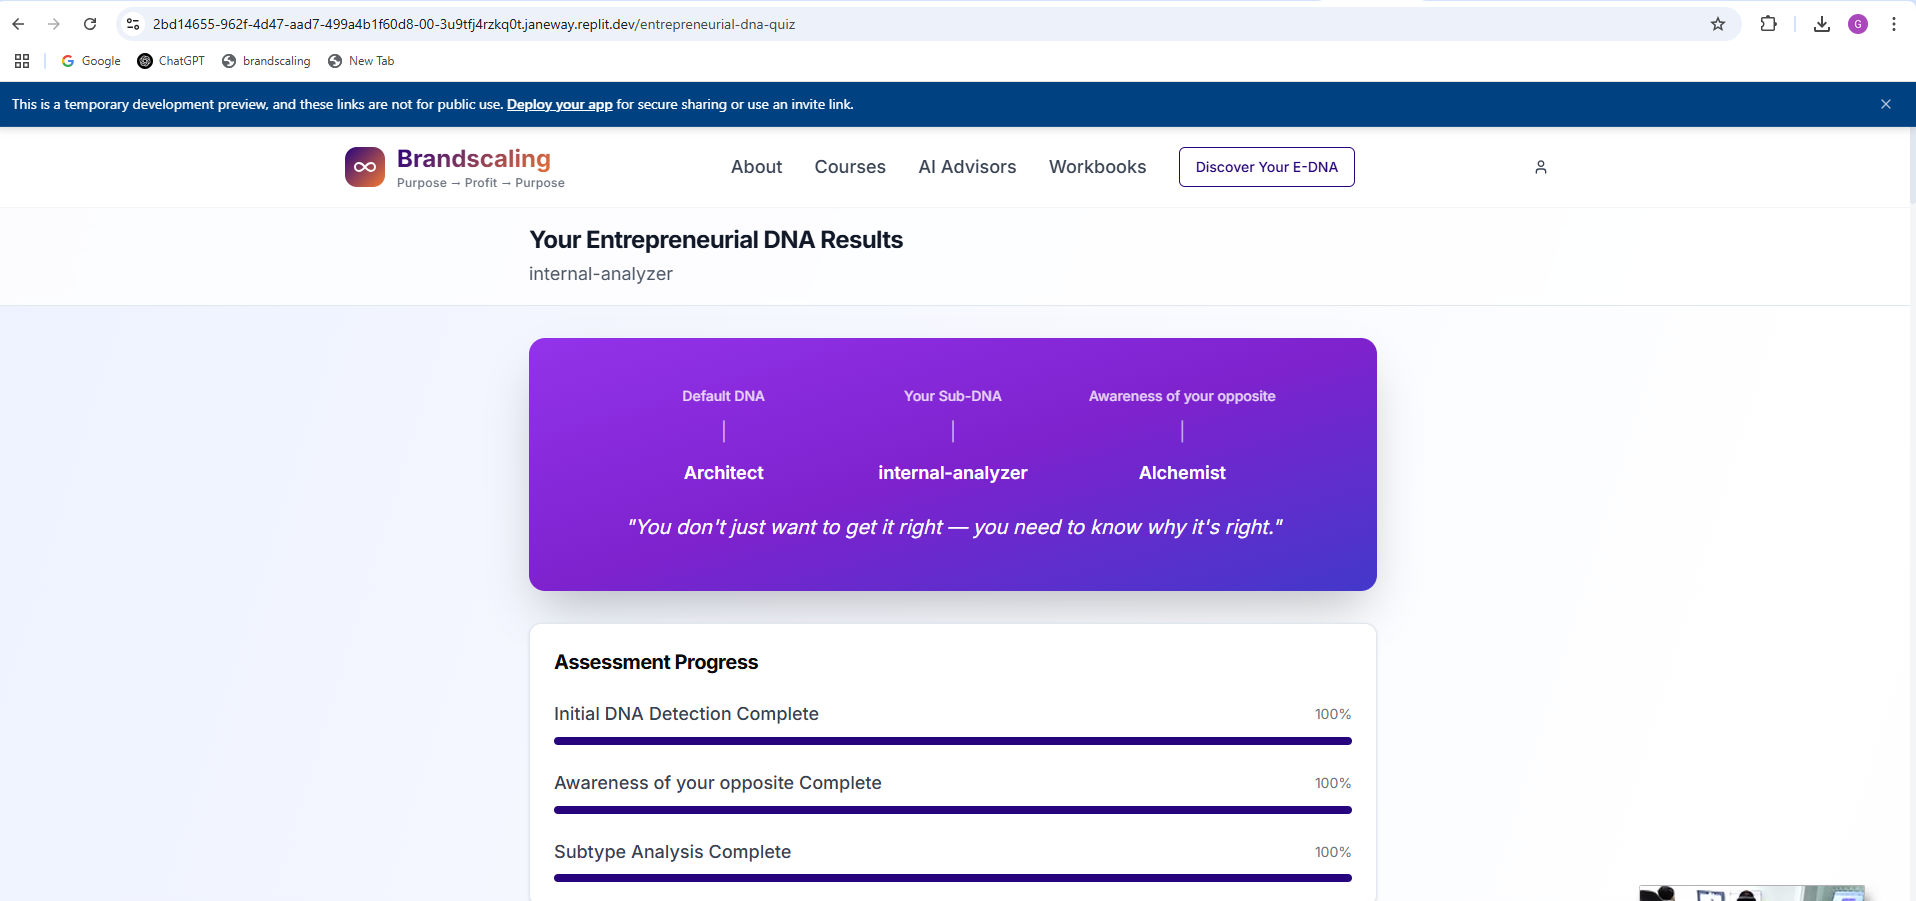 2bd14655-962f-4d47-aad7-499a4b1f60d8-00-3u9tfj4rzkq0t.janeway.replit.dev/entrepreneurial-dna-quiz
G
Google ChatGPT brandscaling New Tab
This is a temporary development preview, and these links are not for public use. Deploy your app for secure sharing or use an invite link.
Brandscaling
Purpose → Profit → Purpose
About Courses AI Advisors Workbooks Discover Your E-DNA
Your Entrepreneurial DNA Results
internal-analyzer
Default DNA Your Sub-DNA Awareness of your opposite
Architect internal-analyzer Alchemist
"You don't just want to get it right — you need to know why it's right."
Assessment Progress
Initial DNA Detection Complete 100%
Awareness of your opposite Complete 100%
Subtype Analysis Complete 100%